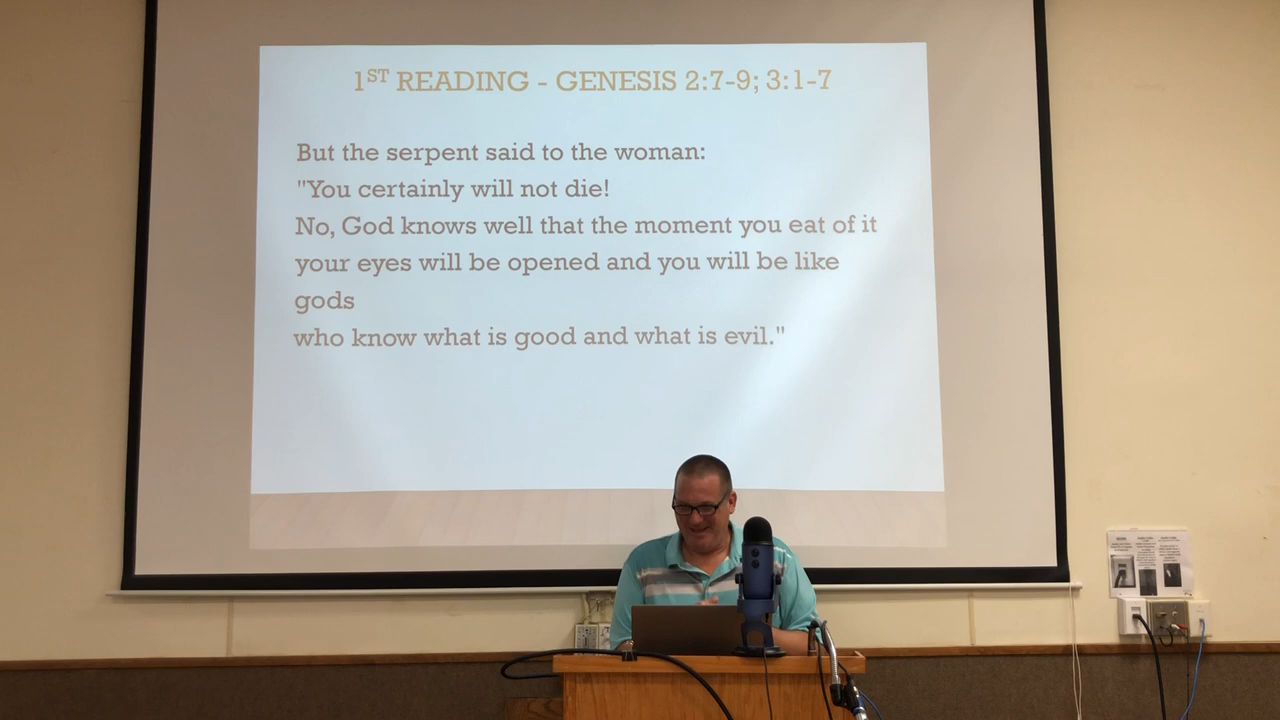 1ST READING - GENESIS 2:7-9; 3:1-7
But the serpent said to the woman:
"You certainly will not die!
No, God knows well that the moment you eat of it
your eyes will be opened and you will be like
gods
who know what is good and what is evil."